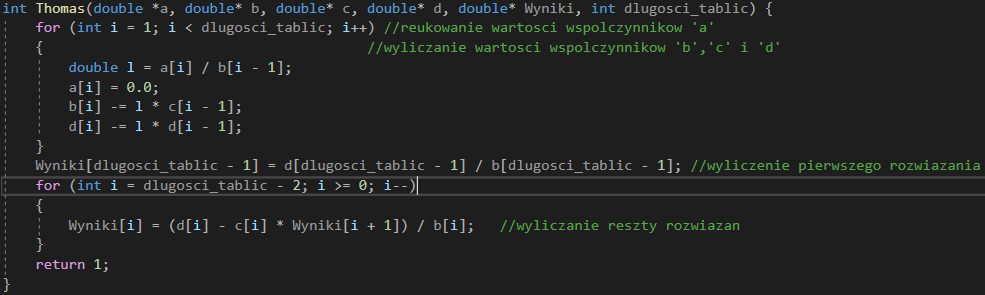 int Thomas(double *a, double* b, double* c, double* d, double* Wyniki, int dlugosci_tablic) {
    for (int i = 1; i < dlugosci_tablic; i++) //reukowanie wartosci wspolczynnikow 'a'
    {                                       //wyliczanie wartosci wspolczynnikow 'b','c' i 'd'
        double l = a[i] / b[i - 1];
        a[i] = 0.0;
        b[i] -= l * c[i - 1];
        d[i] -= l * d[i - 1];
    }
    Wyniki[dlugosci_tablic - 1] = d[dlugosci_tablic - 1] / b[dlugosci_tablic - 1]; //wyliczenie pierwszego rozwiazania
    for (int i = dlugosci_tablic - 2; i >= 0; i--)
    {
        Wyniki[i] = (d[i] - c[i] * Wyniki[i + 1]) / b[i];   //wyliczanie reszty rozwiazan
    }
    return 1;
}